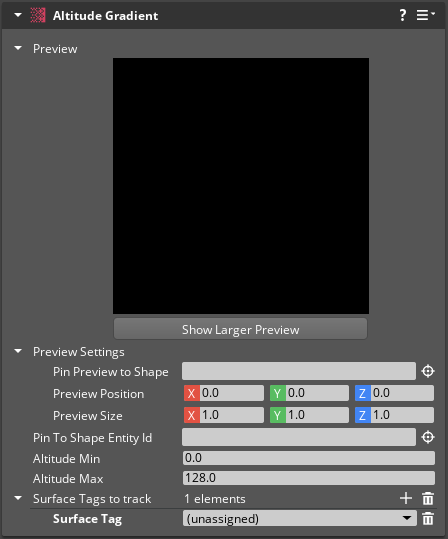 Altitude Gradient ?
Preview
Show Larger Preview
Preview Settings
Pin Preview to Shape
Preview Position X 0.0 Y 0.0 Z 0.0
Preview Size X 1.0 Y 1.0 Z 1.0
Pin To Shape Entity Id
Altitude Min 0.0
Altitude Max 128.0
Surface Tags to track 1 elements +
Surface Tag (unassigned)